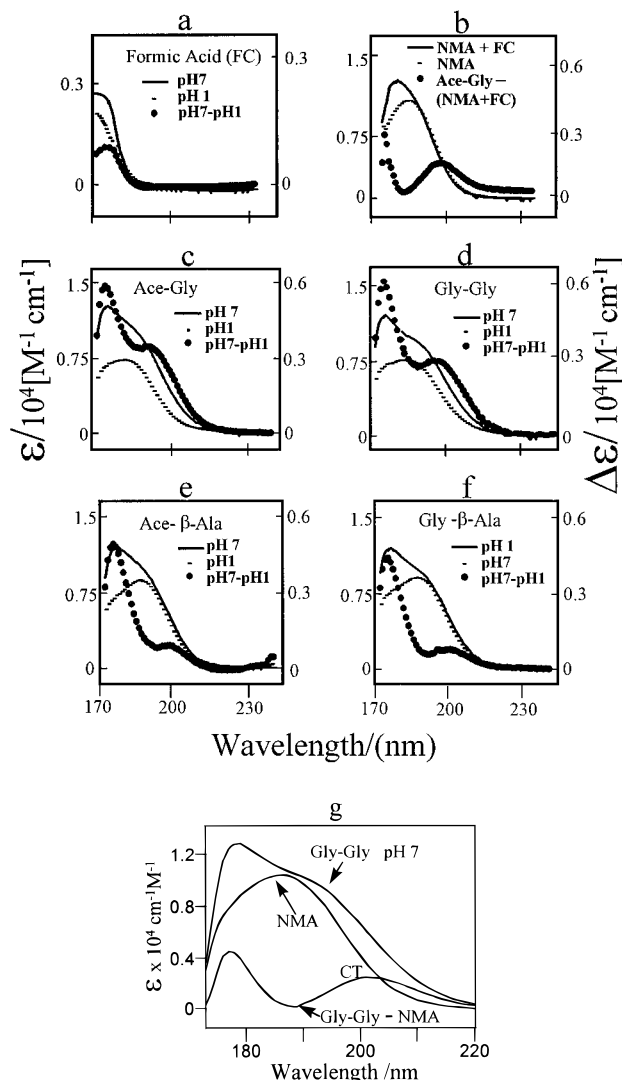 a
Formic Acid (FC)
pH7
pH 1
pH7-pH1
0.3
0
0.3
0
b
NMA + FC
NMA
Ace-Gly –
(NMA+FC)
1.5
0.75
0
0.6
0.3
0
c
Ace-Gly
pH 7
pH1
pH7-pH1
1.5
0.75
0
0.6
0.3
0
200
230
d
Gly-Gly
pH 7
pH1
pH7-pH1
1.5
0.75
0
0.6
0.3
0
200
230
ε/10⁴[M⁻¹ cm⁻¹]
Δε/10⁴[M⁻¹ cm⁻¹]
e
Ace- β-Ala
pH 7
pH1
pH7-pH1
1.5
0.75
0
0.6
0.3
0
170
200
230
f
Gly -β-Ala
pH 1
pH7
pH7-pH1
1.5
0.75
0
0.6
0.3
0
170
200
230
Wavelength/(nm)
g
Gly-Gly pH 7
NMA
CT
Gly-Gly – NMA
1.2
0.8
0.4
0
ε x 10⁴ cm⁻¹M⁻¹
180
200
220
Wavelength /nm